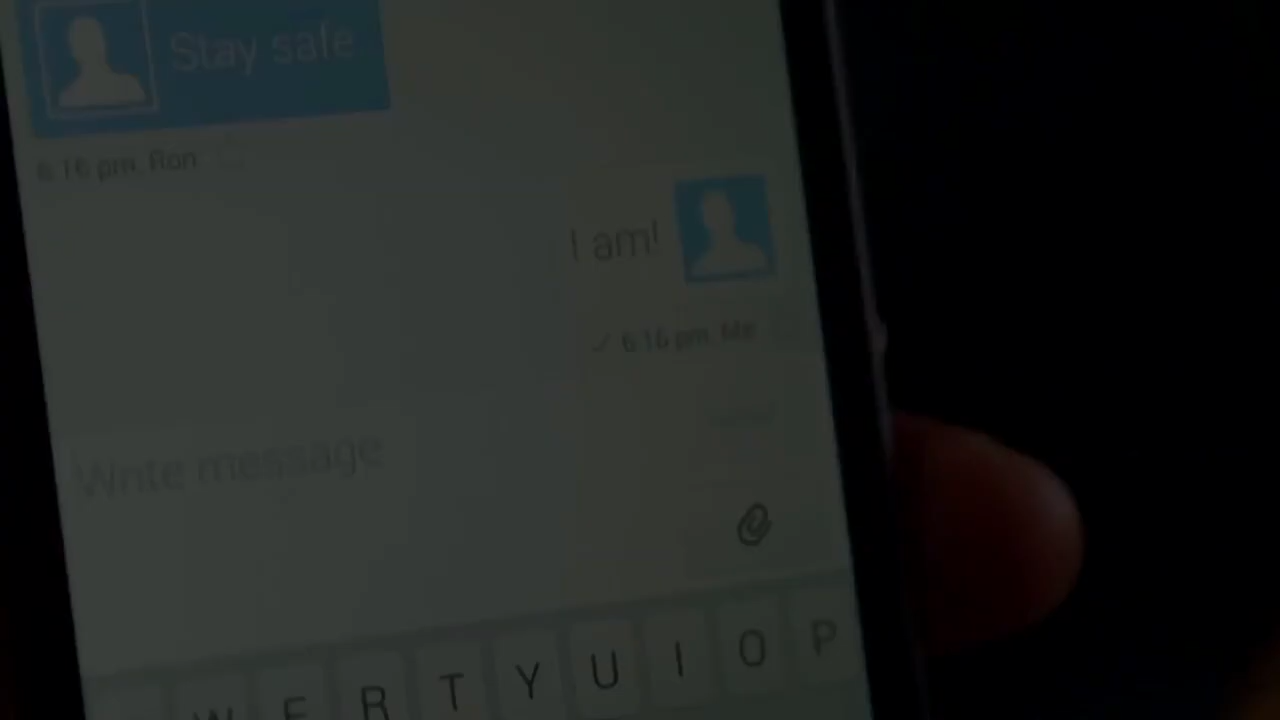 Stay safe
6:16 pm, Ron
I am!
✓ 6:16 pm, Me
Write message
W E R T Y U I O P